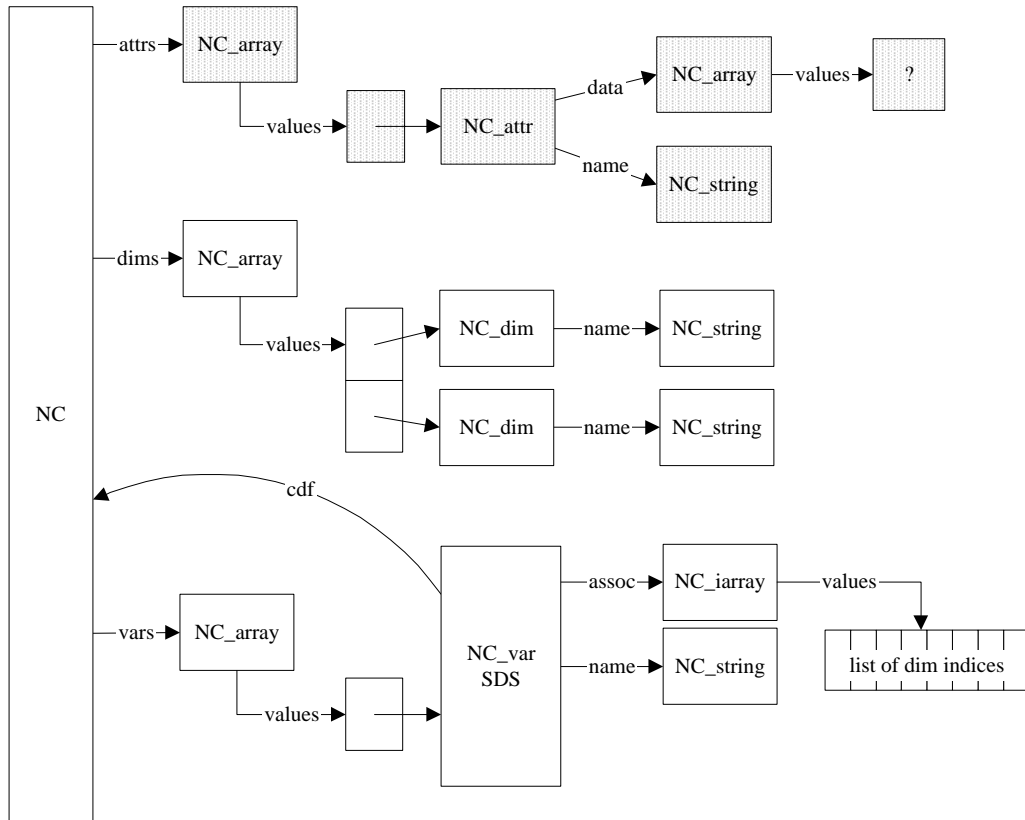 attrs
NC_array
values
NC_attr
data
NC_array
values
?
name
NC_string
dims
NC_array
values
NC_dim
name
NC_string
NC_dim
name
NC_string
NC
cdf
vars
NC_array
values
NC_var
SDS
assoc
NC_iarray
values
list of dim indices
name
NC_string